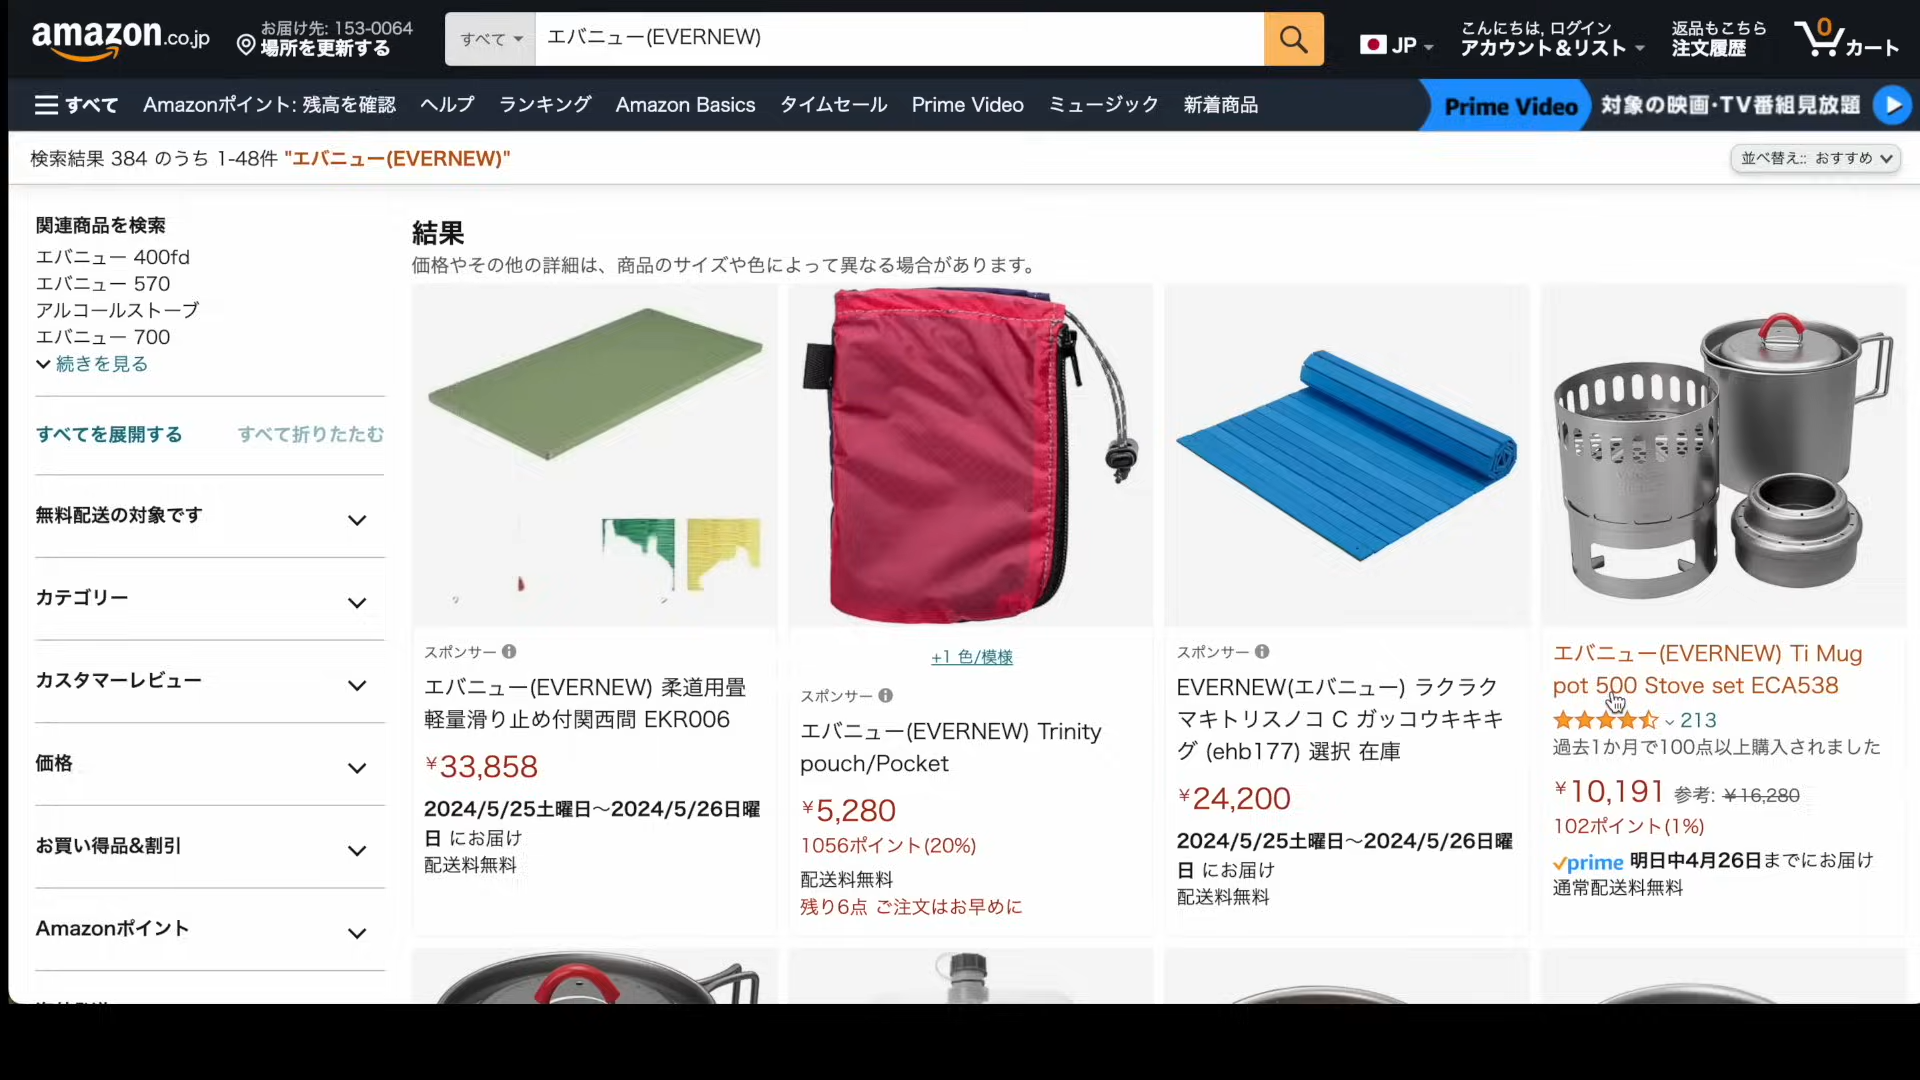 amazon.co.jp
お届け先: 153-0064
場所を更新する
すべて
エバニュー(EVERNEW)
JP
こんにちは, ログイン
アカウント＆リスト
返品もこちら
注文履歴
0
カート
すべて
Amazonポイント: 残高を確認
ヘルプ
ランキング
Amazon Basics
タイムセール
Prime Video
ミュージック
新着商品
Prime Video
対象の映画･TV番組見放題
検索結果 384 のうち 1-48件 "エバニュー(EVERNEW)"
並べ替え:: おすすめ
関連商品を検索
エバニュー 400fd
エバニュー 570
アルコールストーブ
エバニュー 700
続きを見る
すべてを展開する
すべて折りたたむ
無料配送の対象です
カテゴリー
カスタマーレビュー
価格
お買い得品&割引
Amazonポイント
結果
価格やその他の詳細は、商品のサイズや色によって異なる場合があります。
スポンサー
エバニュー(EVERNEW) 柔道用畳
軽量滑り止め付関西間 EKR006
¥33,858
2024/5/25土曜日～2024/5/26日曜
日 にお届け
配送料無料
+1 色/模様
スポンサー
エバニュー(EVERNEW) Trinity
pouch/Pocket
¥5,280
1056ポイント(20%)
配送料無料
残り6点 ご注文はお早めに
スポンサー
EVERNEW(エバニュー) ラクラク
マキトリスノコ C ガッコウキキキ
グ (ehb177) 選択 在庫
¥24,200
2024/5/25土曜日～2024/5/26日曜
日 にお届け
配送料無料
エバニュー(EVERNEW) Ti Mug
pot 500 Stove set ECA538
213
過去1か月で100点以上購入されました
¥10,191 参考: ¥16,280
102ポイント(1%)
prime 明日中4月26日までにお届け
通常配送料無料